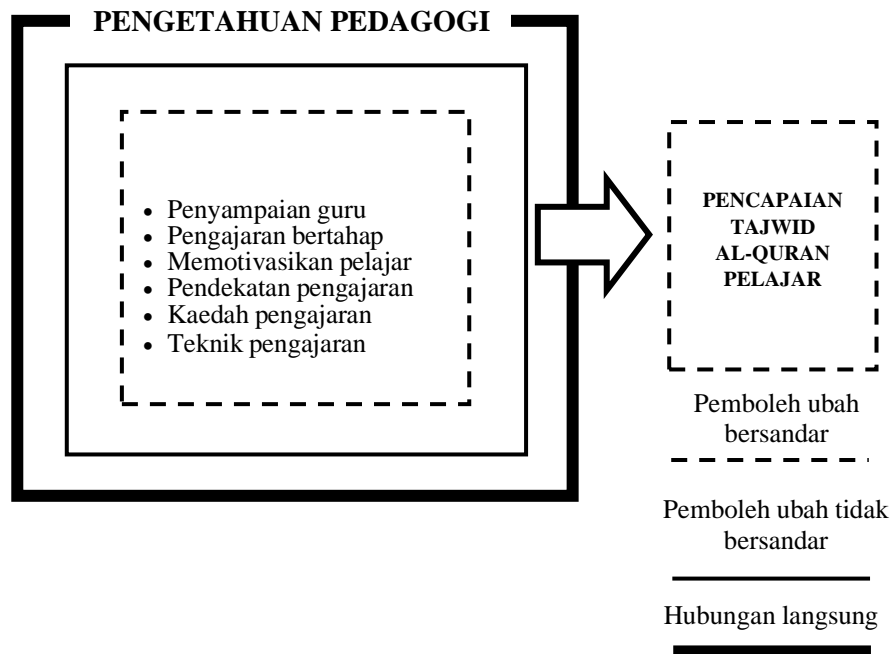 PENGETAHUAN PEDAGOGI
• Penyampaian guru
• Pengajaran bertahap
• Memotivasikan pelajar
• Pendekatan pengajaran
• Kaedah pengajaran
• Teknik pengajaran
PENCAPAIAN
TAJWID
AL-QURAN
PELAJAR
Pemboleh ubah
bersandar
Pemboleh ubah tidak
bersandar
Hubungan langsung